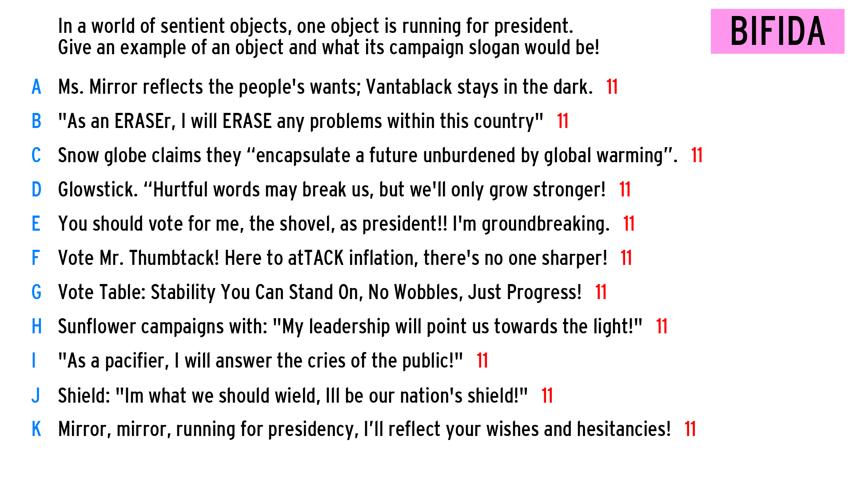 In a world of sentient objects, one object is running for president.
Give an example of an object and what its campaign slogan would be!
BIFIDA
A Ms. Mirror reflects the people's wants; Vantablack stays in the dark. 11
B "As an ERASEr, I will ERASE any problems within this country" 11
C Snow globe claims they “encapsulate a future unburdened by global warming”. 11
D Glowstick. “Hurtful words may break us, but we'll only grow stronger! 11
E You should vote for me, the shovel, as president!! I'm groundbreaking. 11
F Vote Mr. Thumbtack! Here to atTACK inflation, there's no one sharper! 11
G Vote Table: Stability You Can Stand On, No Wobbles, Just Progress! 11
H Sunflower campaigns with: "My leadership will point us towards the light!" 11
I "As a pacifier, I will answer the cries of the public!" 11
J Shield: "Im what we should wield, Ill be our nation's shield!" 11
K Mirror, mirror, running for presidency, I’ll reflect your wishes and hesitancies! 11